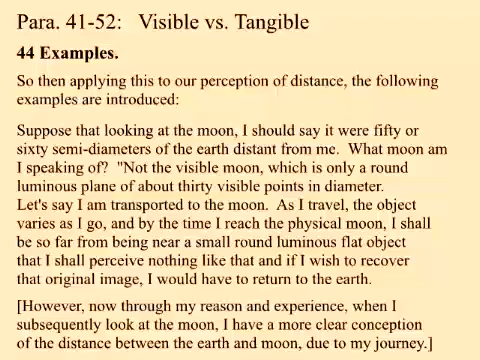 Para. 41-52:   Visible vs. Tangible
44 Examples.
So then applying this to our perception of distance, the following
examples are introduced:
Suppose that looking at the moon, I should say it were fifty or
sixty semi-diameters of the earth distant from me.  What moon am
I speaking of?  "Not the visible moon, which is only a round
luminous plane of about thirty visible points in diameter.
Let's say I am transported to the moon.  As I travel, the object
varies as I go, and by the time I reach the physical moon, I shall
be so far from being near a small round luminous flat object
that I shall perceive nothing like that and if I wish to recover
that original image, I would have to return to the earth.
[However, now through my reason and experience, when I
subsequently look at the moon, I have a more clear conception
of the distance between the earth and moon, due to my journey.]